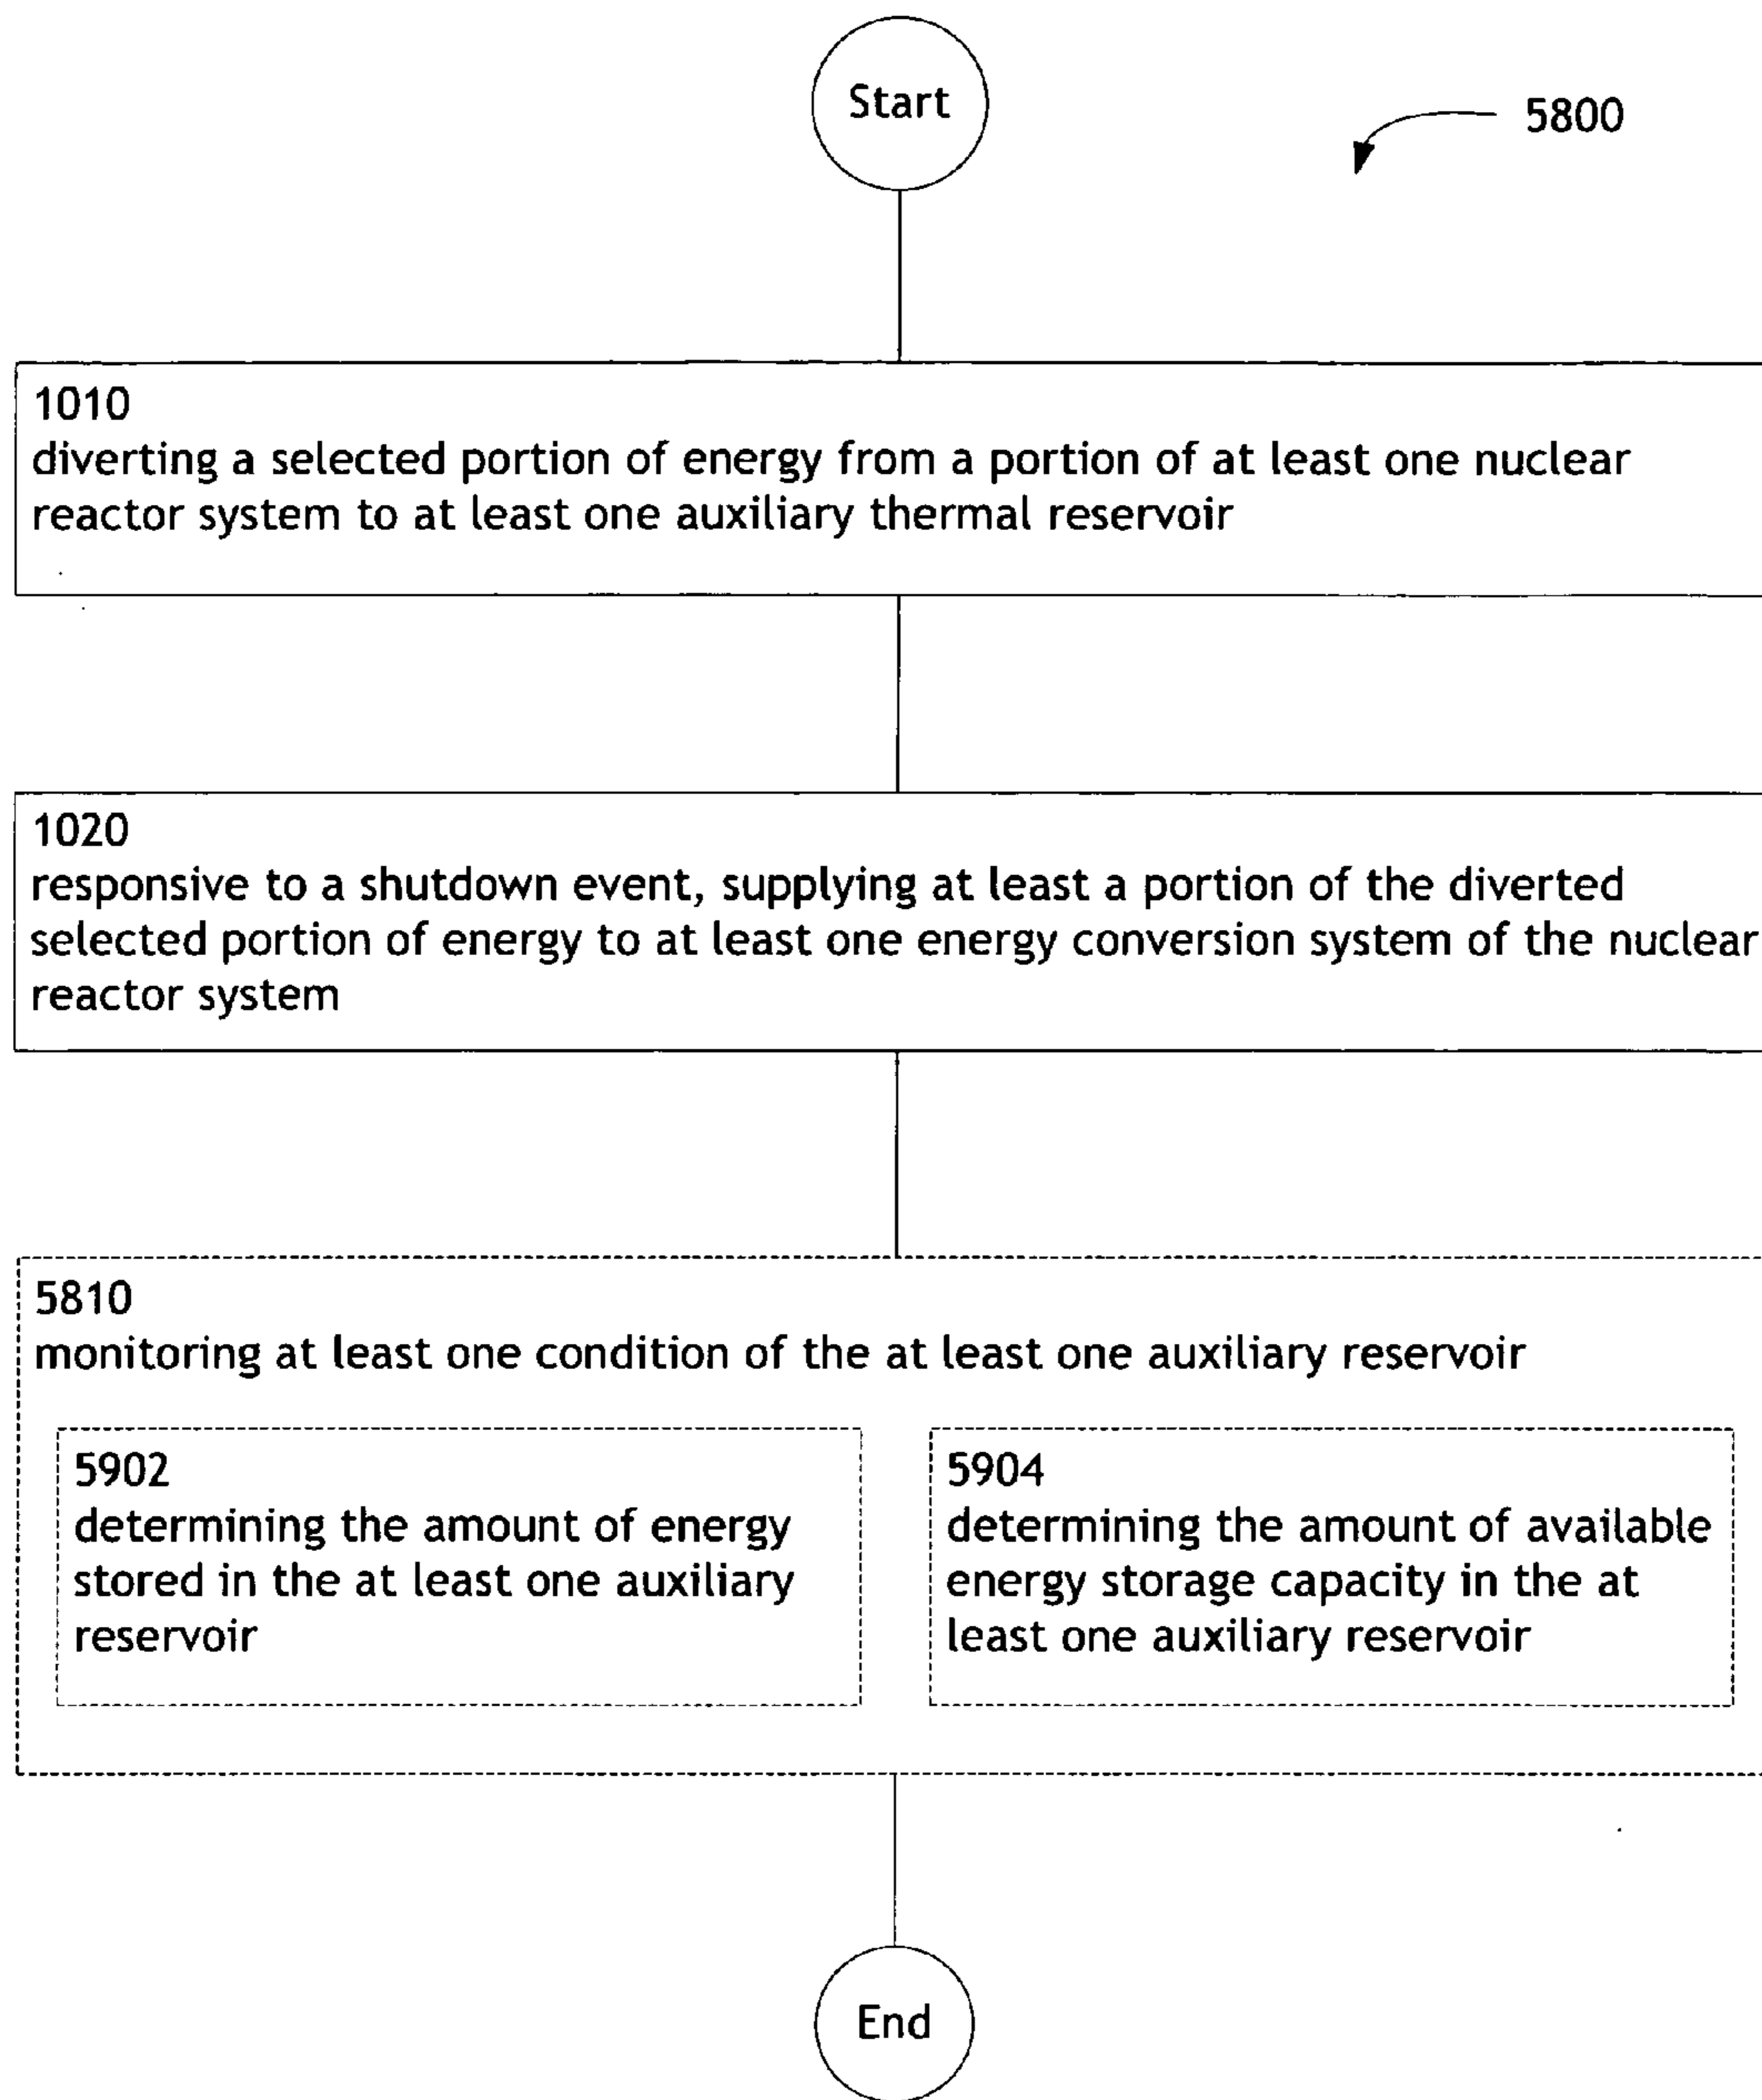 Start
5800
1010
diverting a selected portion of energy from a portion of at least one nuclear
reactor system to at least one auxiliary thermal reservoir
1020
responsive to a shutdown event, supplying at least a portion of the diverted
selected portion of energy to at least one energy conversion system of the nuclear
reactor system
5810
monitoring at least one condition of the at least one auxiliary reservoir
5902
determining the amount of energy
stored in the at least one auxiliary
reservoir
5904
determining the amount of available
energy storage capacity in the at
least one auxiliary reservoir
End